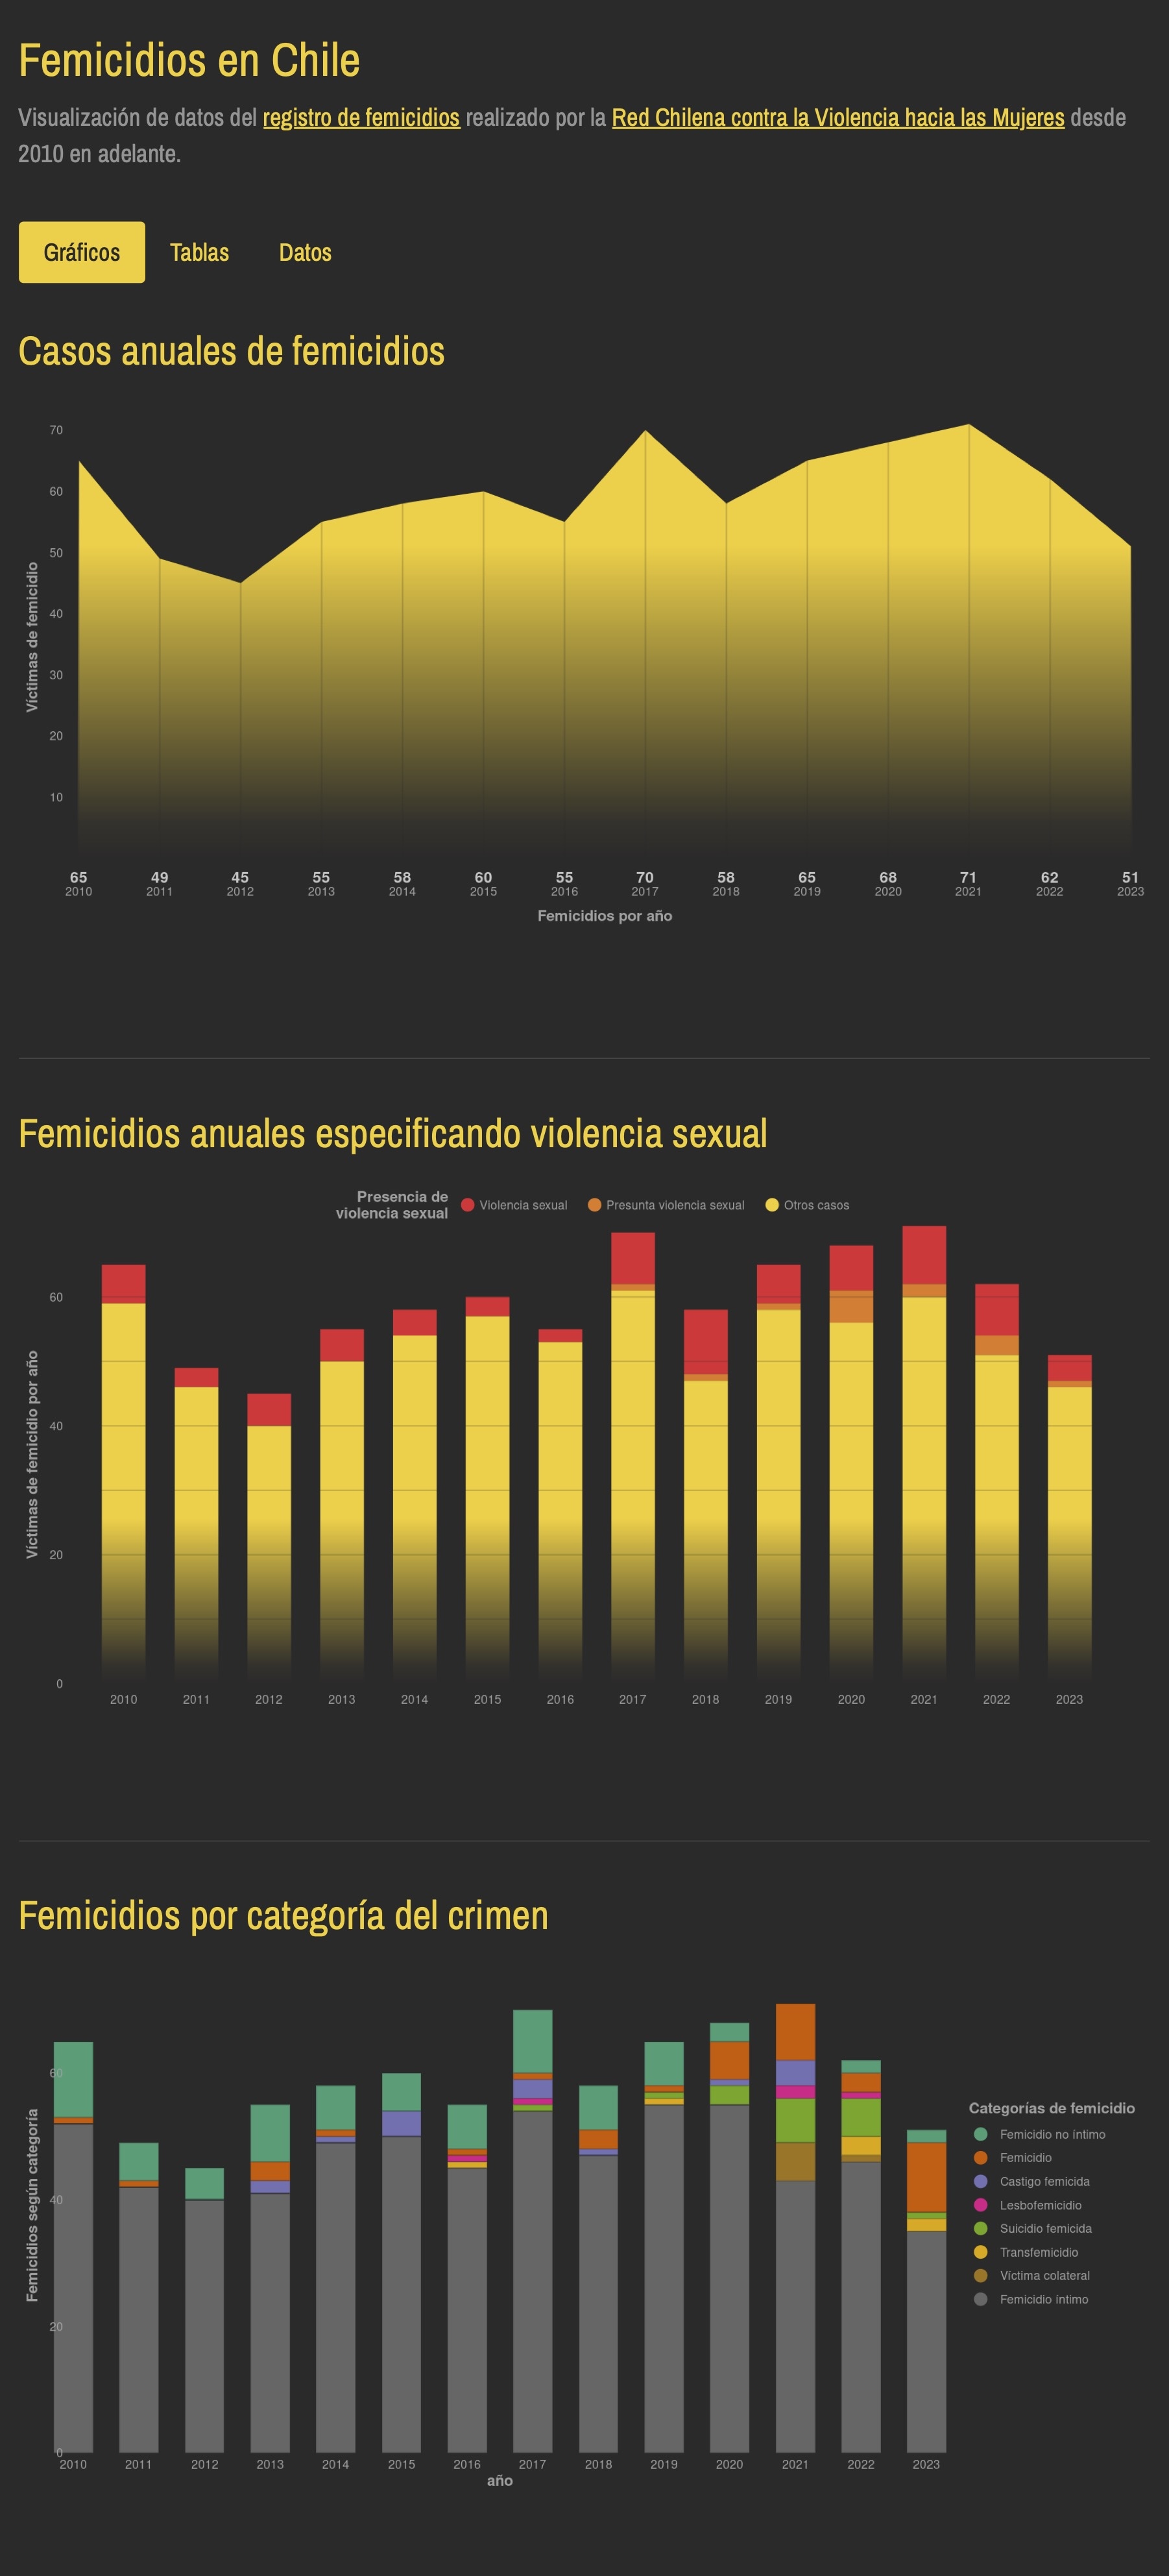 Femicidios en Chile
Visualización de datos del registro de femicidios realizado por la Red Chilena contra la Violencia hacia las Mujeres desde
2010 en adelante.
Gráficos Tablas Datos
Casos anuales de femicidios
70
60
50
40
30
20
10
Víctimas de femicidio
65 49 45 55 58 60 55 70 58 65 68 71 62 51
2010 2011 2012 2013 2014 2015 2016 2017 2018 2019 2020 2021 2022 2023
Femicidios por año
Femicidios anuales especificando violencia sexual
Presencia de
violencia sexual
Violencia sexual Presunta violencia sexual Otros casos
60
40
20
0
Víctimas de femicidio por año
2010 2011 2012 2013 2014 2015 2016 2017 2018 2019 2020 2021 2022 2023
Femicidios por categoría del crimen
60
40
20
0
Femicidios según categoría
2010 2011 2012 2013 2014 2015 2016 2017 2018 2019 2020 2021 2022 2023
año
Categorías de femicidio
Femicidio no íntimo
Femicidio
Castigo femicida
Lesbofemicidio
Suicidio femicida
Transfemicidio
Víctima colateral
Femicidio íntimo